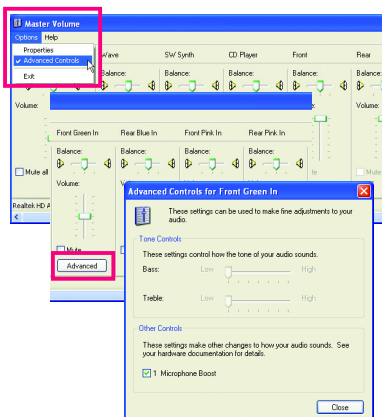 Master Volume
Options Help
Properties
Advanced Controls
Exit
Wave SW Synth CD Player Front Rear
Balance: Balance: Balance: Balance: Balance:
Volume: Volume:
Mute all Mute
Realtek HD A
Front Green In Rear Blue In Front Pink In Rear Pink In
Balance: Balance: Balance: Balance:
Volume:
Mute
Advanced
Advanced Controls for Front Green In
These settings can be used to make fine adjustments to your
audio.
Tone Controls
These settings control how the tone of your audio sounds.
Bass: Low High
Treble: Low High
Other Controls
These settings make other changes to how your audio sounds. See
your hardware documentation for details.
1 Microphone Boost
Close